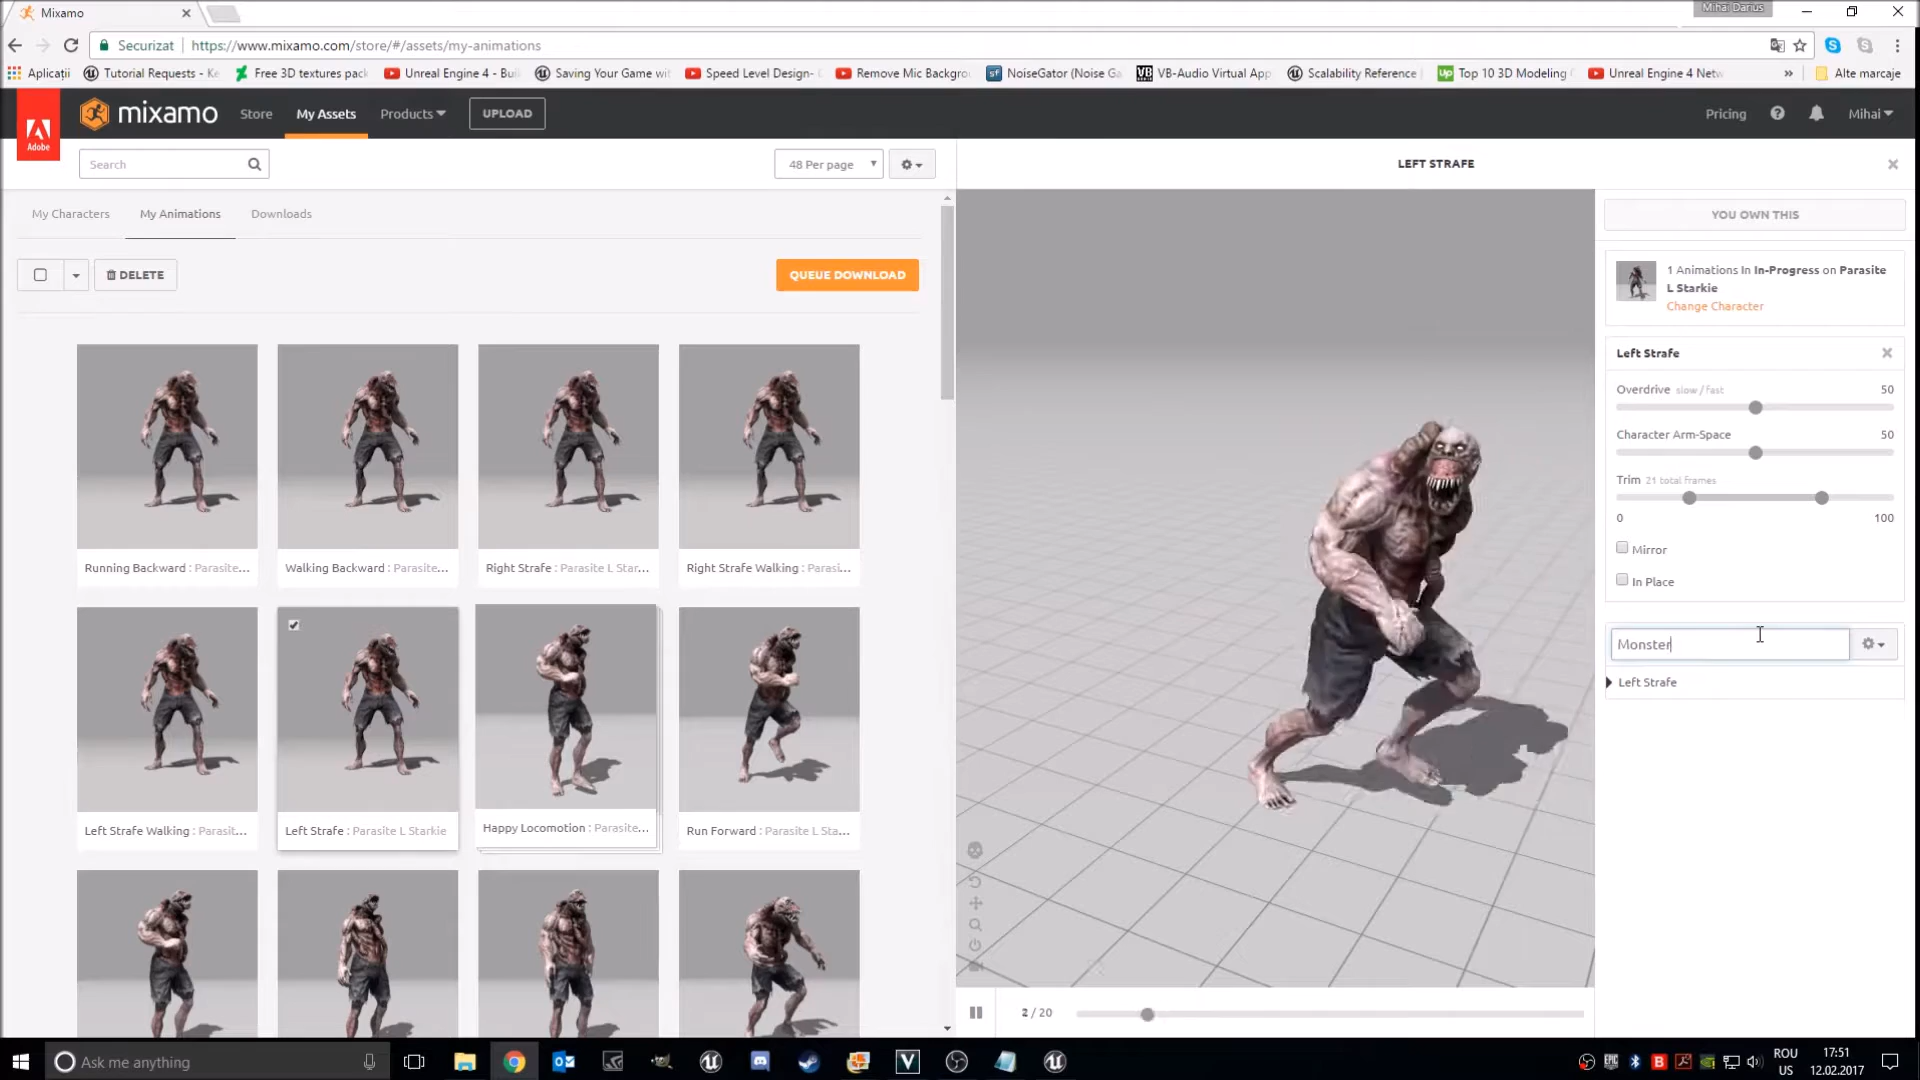 Mixamo
Mihai Darius
Securizat https://www.mixamo.com/store/#/assets/my-animations
Aplicații Tutorial Requests - Ke Free 3D textures pack Unreal Engine 4 - Buil Saving Your Game wit Speed Level Design- Remove Mic Backgrou NoiseGator (Noise Ga VB-Audio Virtual App Scalability Reference Top 10 3D Modeling Unreal Engine 4 Netw » Alte marcaje
Adobe
mixamo Store My Assets Products UPLOAD Pricing Mihai
Search 48 Per page LEFT STRAFE
My Characters My Animations Downloads YOU OWN THIS
DELETE QUEUE DOWNLOAD
1 Animations In In-Progress on Parasite
L Starkie
Change Character
Left Strafe
Overdrive slow / fast 50
Character Arm-Space 50
Trim 21 total frames
0 100
Mirror
In Place
Running Backward : Parasite... Walking Backward : Parasite... Right Strafe : Parasite L Star... Right Strafe Walking : Parasi...
Monster
Left Strafe
Left Strafe Walking : Parasit... Left Strafe : Parasite L Starkie Happy Locomotion : Parasite... Run Forward : Parasite L Sta...
2 / 20
Ask me anything
ROU
US
17:51
12.02.2017